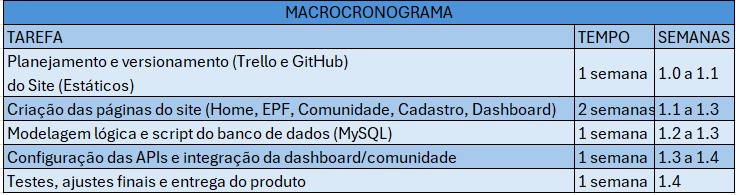 MACROCRONOGRAMA
TAREFA TEMPO SEMANAS
Planejamento e versionamento (Trello e GitHub)
do Site (Estáticos) 1 semana 1.0 a 1.1
Criação das páginas do site (Home, EPF, Comunidade, Cadastro, Dashboard) 2 semanas 1.1 a 1.3
Modelagem lógica e script do banco de dados (MySQL) 1 semana 1.2 a 1.3
Configuração das APIs e integração da dashboard/comunidade 1 semana 1.3 a 1.4
Testes, ajustes finais e entrega do produto 1 semana 1.4